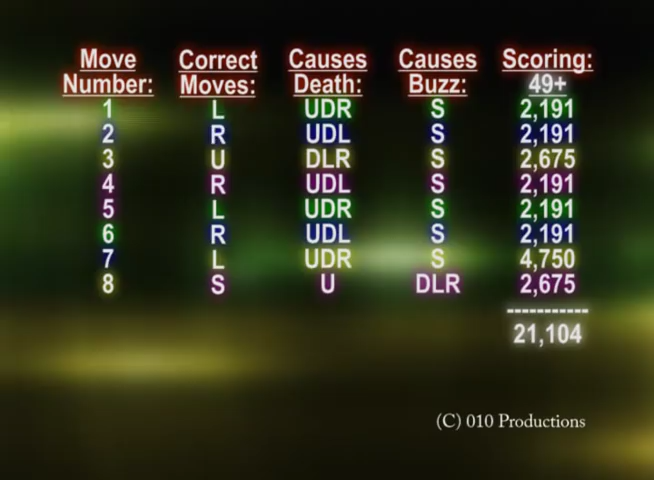 Move Correct Causes Causes Scoring:
Number: Moves: Death: Buzz: 49+
1 L UDR S 2,191
2 R UDL S 2,191
3 U DLR S 2,675
4 R UDL S 2,191
5 L UDR S 2,191
6 R UDL S 2,191
7 L UDR S 4,750
8 S U DLR 2,675
-----------
21,104
(C) 010 Productions